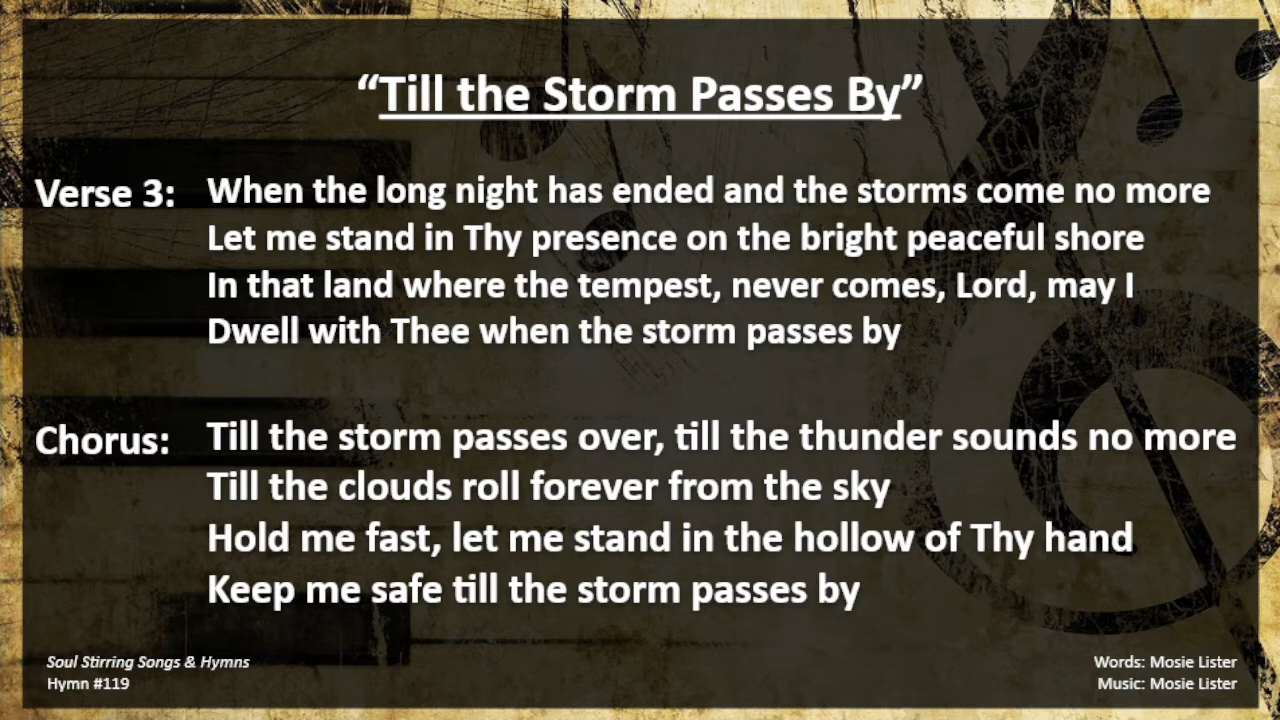 “Till the Storm Passes By”
Verse 3: When the long night has ended and the storms come no more
Let me stand in Thy presence on the bright peaceful shore
In that land where the tempest, never comes, Lord, may I
Dwell with Thee when the storm passes by
Chorus: Till the storm passes over, till the thunder sounds no more
Till the clouds roll forever from the sky
Hold me fast, let me stand in the hollow of Thy hand
Keep me safe till the storm passes by
Soul Stirring Songs & Hymns
Hymn #119
Words: Mosie Lister
Music: Mosie Lister